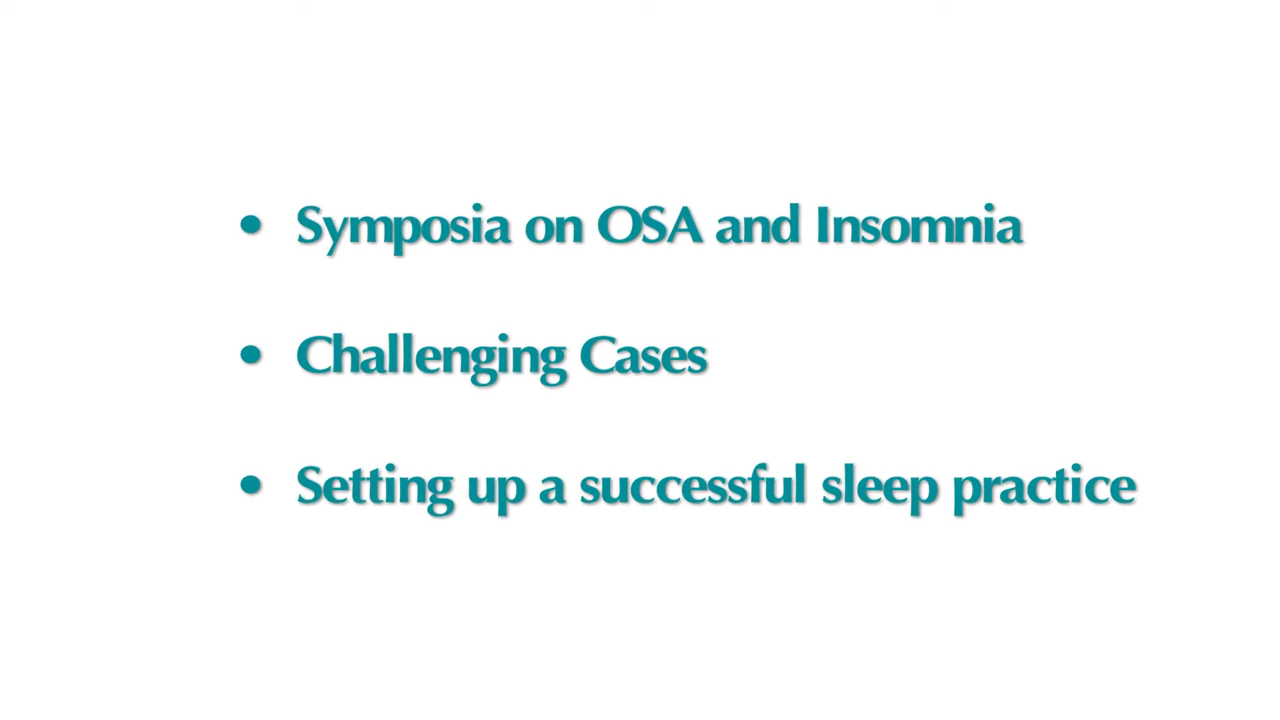 • Symposia on OSA and Insomnia
• Challenging Cases
• Setting up a successful sleep practice